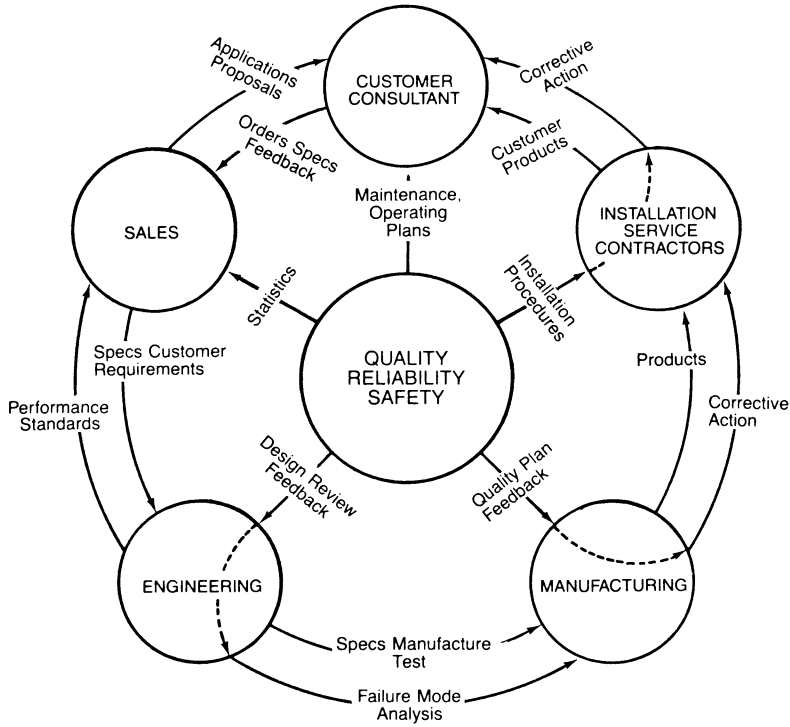 Applications
Proposals
CUSTOMER
CONSULTANT
Corrective
Action
Orders Specs
Feedback
Customer
Products
Maintenance,
Operating
Plans
SALES
INSTALLATION
SERVICE
CONTRACTORS
Statistics
Installation
Procedures
QUALITY
RELIABILITY
SAFETY
Specs Customer
Requirements
Products
Performance
Standards
Corrective
Action
Design Review
Feedback
Quality Plan
Feedback
ENGINEERING
MANUFACTURING
Specs Manufacture
Test
Failure Mode
Analysis